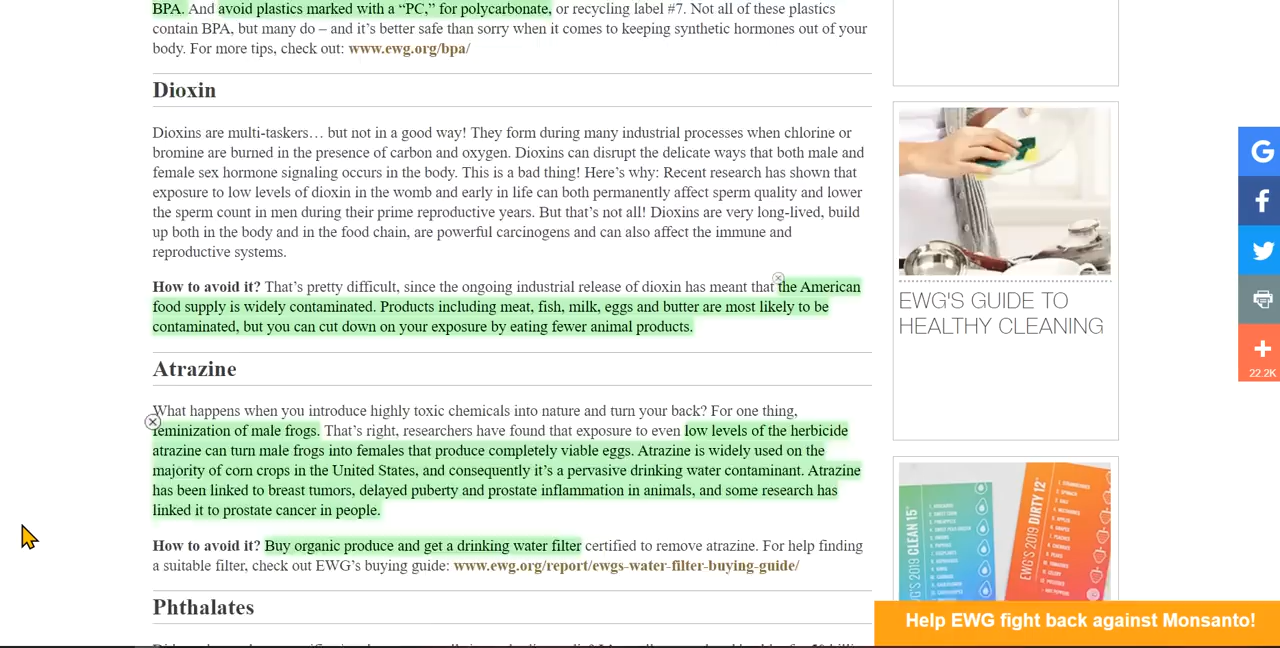 BPA. And avoid plastics marked with a “PC,” for polycarbonate, or recycling label #7. Not all of these plastics
contain BPA, but many do – and it’s better safe than sorry when it comes to keeping synthetic hormones out of your
body. For more tips, check out: www.ewg.org/bpa/
Dioxin
Dioxins are multi-taskers… but not in a good way! They form during many industrial processes when chlorine or
bromine are burned in the presence of carbon and oxygen. Dioxins can disrupt the delicate ways that both male and
female sex hormone signaling occurs in the body. This is a bad thing! Here’s why: Recent research has shown that
exposure to low levels of dioxin in the womb and early in life can both permanently affect sperm quality and lower
the sperm count in men during their prime reproductive years. But that’s not all! Dioxins are very long-lived, build
up both in the body and in the food chain, are powerful carcinogens and can also affect the immune and
reproductive systems.
How to avoid it? That’s pretty difficult, since the ongoing industrial release of dioxin has meant that the American
food supply is widely contaminated. Products including meat, fish, milk, eggs and butter are most likely to be
contaminated, but you can cut down on your exposure by eating fewer animal products.
Atrazine
What happens when you introduce highly toxic chemicals into nature and turn your back? For one thing,
feminization of male frogs. That’s right, researchers have found that exposure to even low levels of the herbicide
atrazine can turn male frogs into females that produce completely viable eggs. Atrazine is widely used on the
majority of corn crops in the United States, and consequently it’s a pervasive drinking water contaminant. Atrazine
has been linked to breast tumors, delayed puberty and prostate inflammation in animals, and some research has
linked it to prostate cancer in people.
How to avoid it? Buy organic produce and get a drinking water filter certified to remove atrazine. For help finding
a suitable filter, check out EWG’s buying guide: www.ewg.org/report/ewgs-water-filter-buying-guide/
Phthalates
EWG'S GUIDE TO
HEALTHY CLEANING
EWG'S 2019 CLEAN 15
EWG'S 2019 DIRTY 12
22.2K
Help EWG fight back against Monsanto!